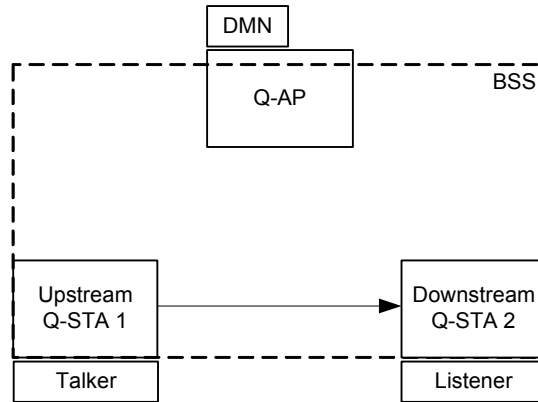 DMN
BSS
Q-AP
Upstream
Q-STA 1
Downstream
Q-STA 2
Talker
Listener